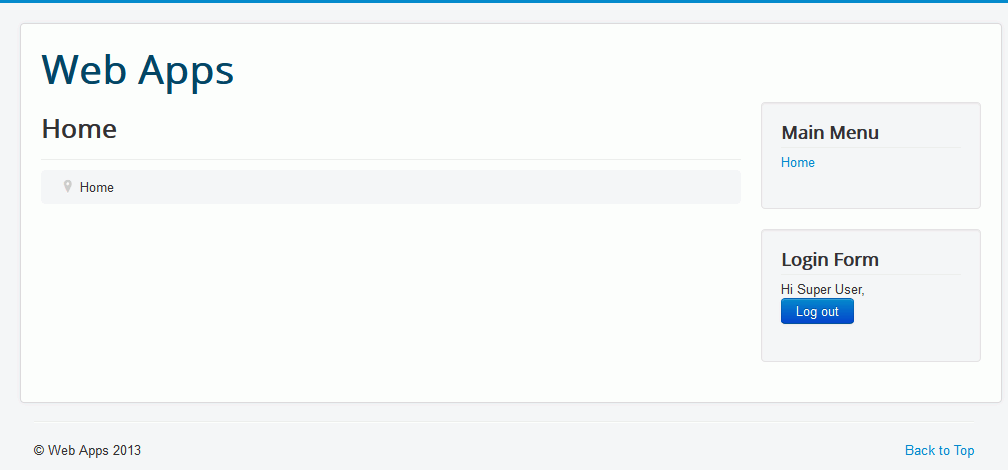 Web Apps
Home
Home
Main Menu
Home
Login Form
Hi Super User,
Log out
© Web Apps 2013
Back to Top